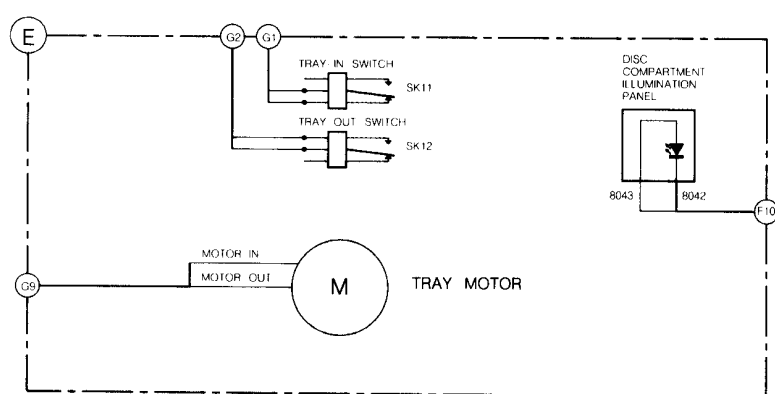 E
G2 G1
TRAY IN SWITCH
SK11
TRAY OUT SWITCH
SK12
DISC
COMPARTMENT
ILLUMINATION
PANEL
8043 8042
F10
MOTOR IN
MOTOR OUT
G9
M
TRAY MOTOR